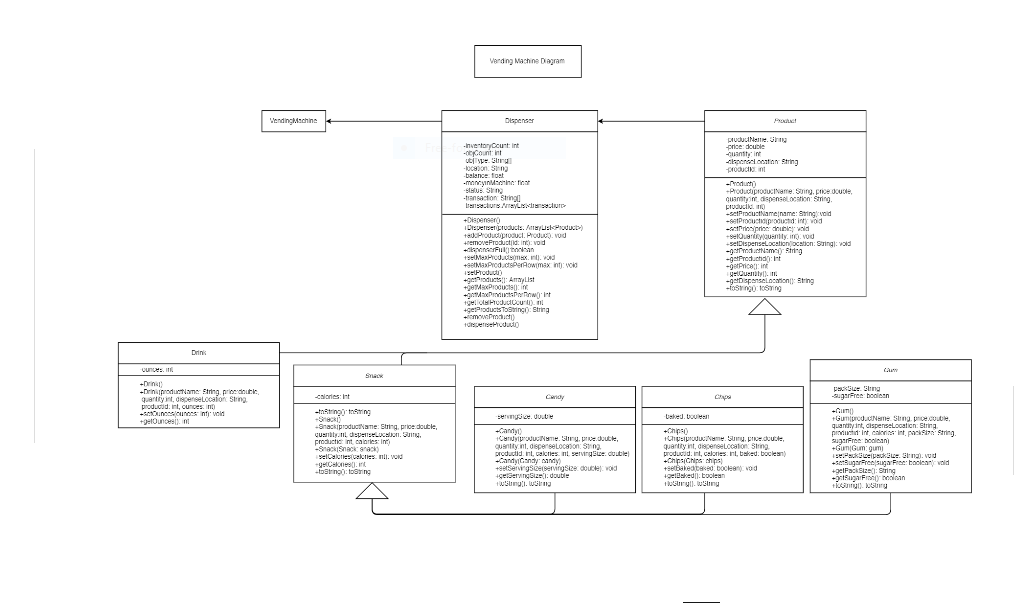 Vending Machine Diagram
VendingMachine
Dispenser
-inventoryCount: int
-objCount: int
objType: String[]
-location: String
-balance: float
-moneyinMachine: float
-status: String
-transaction: String[]
transactions:ArrayList<transaction>
+Dispenser()
+Dispenser(products: ArrayList<Product>)
+addProduct(product: Product): void
+removeProduct(id: int): void
+dispenserFull():boolean
+setMaxProducts(max: int): void
+setMaxProductsPerRow(max: int): void
+setProduct()
+getProducts(): ArrayList
+getMaxProducts(): int
+getMaxProductsPerRow(): int
+getTotalProductCount(): int
+getProductsToString(): String
+removeProduct()
+dispenseProduct()
Product
-productName: String
-price: double
-quantity: int
-dispenseLocation: String
-productId: int
+Product()
+Product(productName: String, price:double,
quantity:int, dispenseLocation: String,
productId: int)
+setProductName(name: String):void
+setProductId(productId: int): void
+setPrice(price: double): void
+setQuantity(quantity: int): void
+setDispenseLocation(location: String): void
+getProductName(): String
+getProductId(): int
+getPrice(): int
+getQuantity(): int
+getDispenseLocation(): String
+toString(): toString
Drink
ounces: int
+Drink()
+Drink(productName: String, price:double,
quantity:int, dispenseLocation: String,
productId: int, ounces: int)
+setOunces(ounces: int): void
+getOunces(): int
Snack
-calories: int
+toString(): toString
+Snack()
+Snack(productName: String, price:double,
quantity:int, dispenseLocation: String,
productId: int, calories: int)
+Snack(Snack: snack)
+setCalories(calories: int): void
+getCalories(): int
+toString(): toString
Candy
-servingSize: double
+Candy()
+Candy(productName: String, price:double,
quantity:int, dispenseLocation: String,
productId: int, calories: int, servingSize: double)
+Candy(Candy: candy)
+setServingSize(servingSize: double): void
+getServingSize(): double
+toString(): toString
Chips
-baked: boolean
+Chips()
+Chips(productName: String, price:double,
quantity:int, dispenseLocation: String,
productId: int, calories: int, baked: boolean)
+Chips(Chips: chips)
+setBaked(baked: boolean): void
+getBaked(): boolean
+toString(): toString
Gum
packSize: String
-sugarFree: boolean
+Gum()
+Gum(productName: String, price:double,
quantity:int, dispenseLocation: String,
productId: int, calories: int, packSize: String,
sugarFree: boolean)
+Gum(Gum: gum)
+setPackSize(packSize: String): void
+setSugarFree(sugarFree: boolean): void
+getPackSize(): String
+getSugarFree(): boolean
+toString(): toString